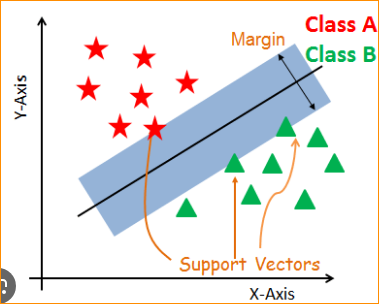 Class A
Margin
Class B
Y-Axis
Support Vectors
X-Axis